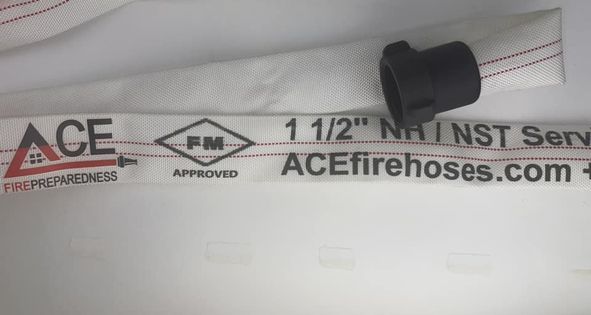 ACE
FIREPREPAREDNESS
FM
APPROVED
1 1/2" NH / NST Serv
ACEfirehoses.com +